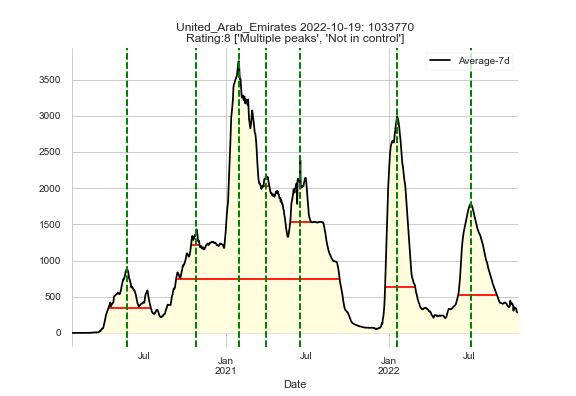 United_Arab_Emirates 2022-10-19: 1033770
Rating:8 ['Multiple peaks', 'Not in control']
Average-7d
3500
3000
2500
2000
1500
1000
500
0
Jul
Jan
2021
Jul
Jan
2022
Jul
Date